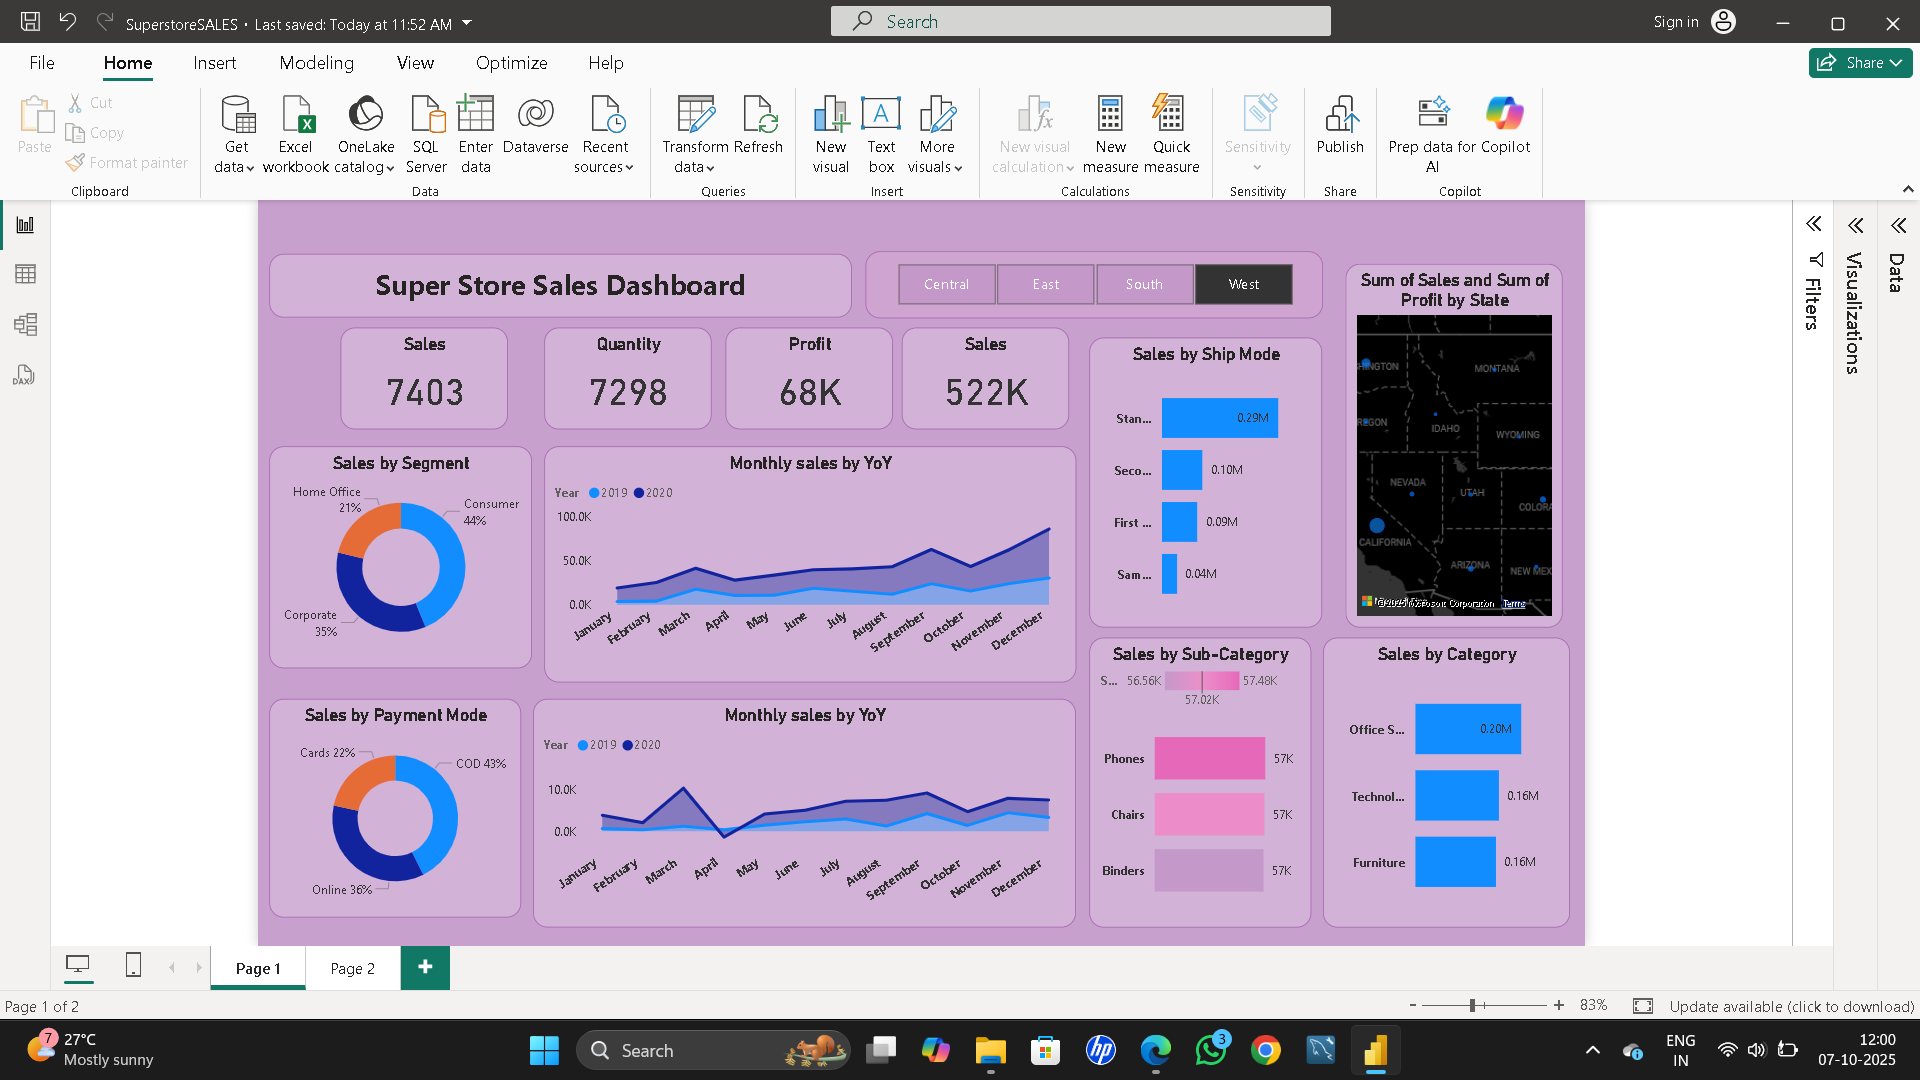 SuperstoreSALES • Last saved: Today at 11:52 AM
Search
Sign in
File
Home
Insert
Modeling
View
Optimize
Help
Share
Paste
Cut
Copy
Format painter
Clipboard
Get
data
Excel
workbook
OneLake
catalog
SQL
Server
Enter
data
Dataverse
Recent
sources
Data
Transform
data
Refresh
Queries
New
visual
Text
box
More
visuals
Insert
New visual
calculation
New
measure
Quick
measure
Calculations
Sensitivity
Sensitivity
Publish
Share
Prep data for
AI
Copilot
Copilot
Filters
Visualizations
Data
Super Store Sales Dashboard
Central
East
South
West
Sales
7403
Quantity
7298
Profit
68K
Sales
522K
Sales by Segment
Home Office
21%
Consumer
44%
Corporate
35%
Monthly sales by YoY
Year 2019 2020
100.0K
50.0K
0.0K
January
February
March
April
May
June
July
August
September
October
November
December
Sales by Ship Mode
Stan...
0.29M
Seco...
0.10M
First ...
0.09M
Sam...
0.04M
Sum of Sales and Sum of
Profit by State
HINGTON
MONTANA
REGON
IDAHO
WYOMING
NEVADA
UTAH
COLORA
CALIFORNIA
ARIZONA
NEW MEX
© 2025 Microsoft Corporation Terms
Sales by Payment Mode
Cards 22%
COD 43%
Online 36%
Monthly sales by YoY
Year 2019 2020
10.0K
0.0K
January
February
March
April
May
June
July
August
September
October
November
December
Sales by Sub-Category
S... 56.56K 57.48K
57.02K
Phones
57K
Chairs
57K
Binders
57K
Sales by Category
Office S...
0.20M
Technol...
0.16M
Furniture
0.16M
Page 1
Page 2
Page 1 of 2
83%
Update available (click to download)
7
27°C
Mostly sunny
Search
3
ENG
IN
12:00
07-10-2025